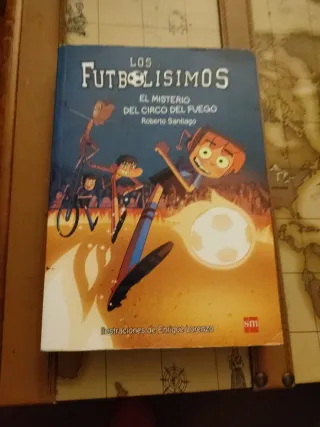 LOS
FUTBOLISIMOS
EL MISTERIO
DEL CIRCO DEL FUEGO
Roberto Santiago
Ilustraciones de Enrique Lorenzo
sm